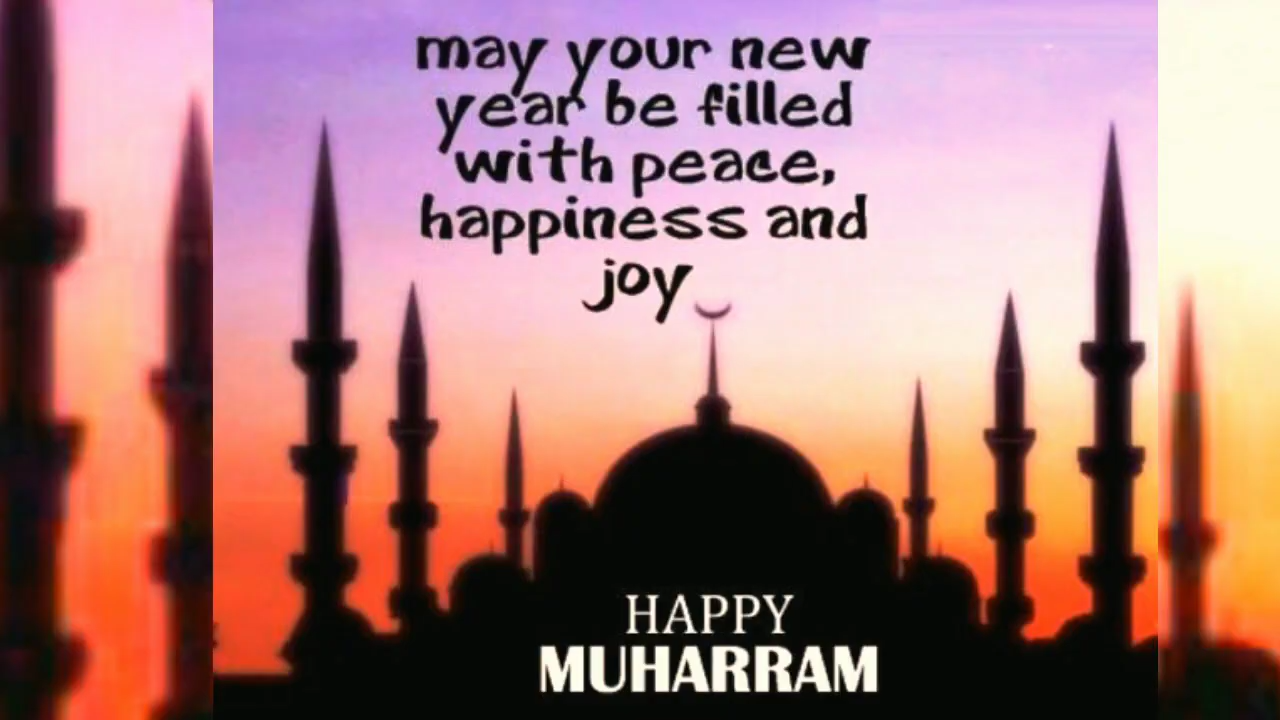 may your new
year be filled
with peace,
happiness and
joy
HAPPY
MUHARRAM